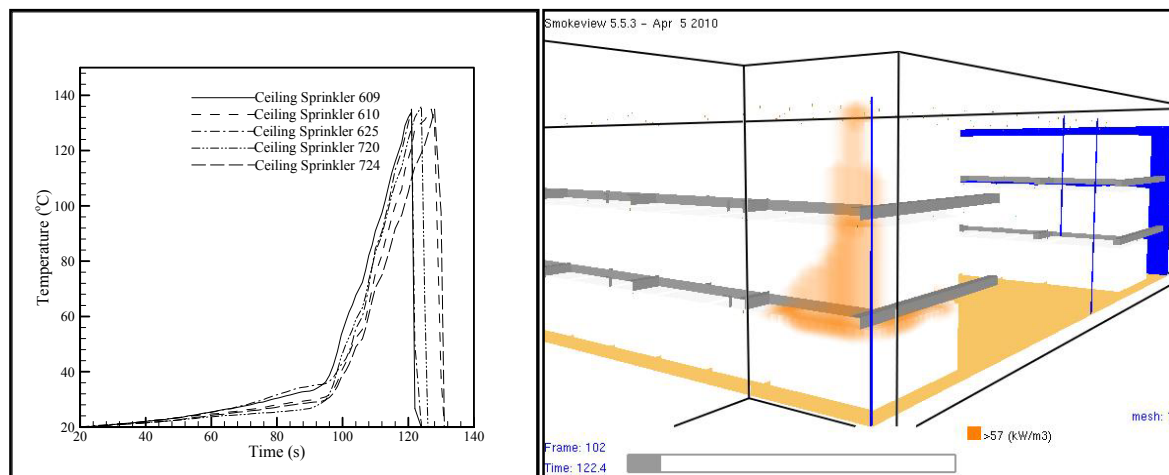 140
120
100
80
60
40
20
Temperature (°C)
Ceiling Sprinkler 609
Ceiling Sprinkler 610
Ceiling Sprinkler 625
Ceiling Sprinkler 720
Ceiling Sprinkler 724
20 40 60 80 100 120 140
Time (s)
Smokeview 5.5.3 - Apr 5 2010
mesh: 1
>57 (kW/m3)
Frame: 102
Time: 122.4